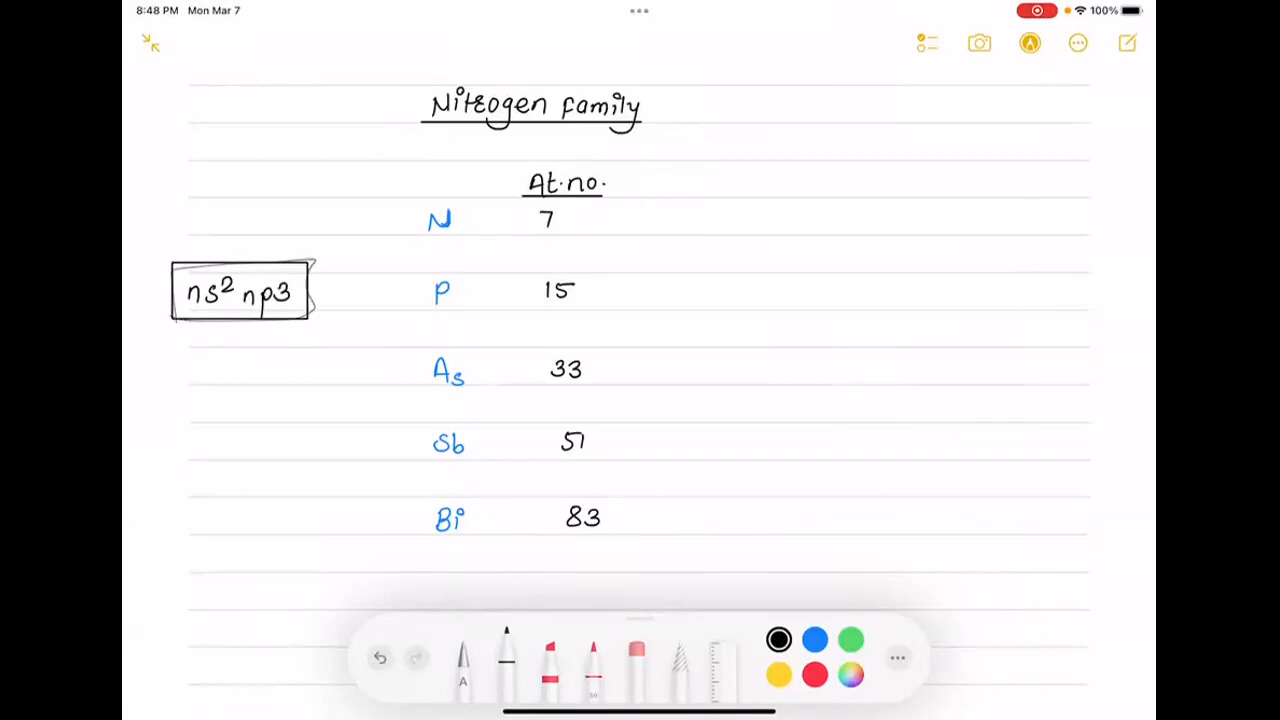 8:48 PM Mon Mar 7
100%
Nitrogen family
At.no.
N 7
ns² np3
P 15
As 33
Sb 51
Bi 83
A
50